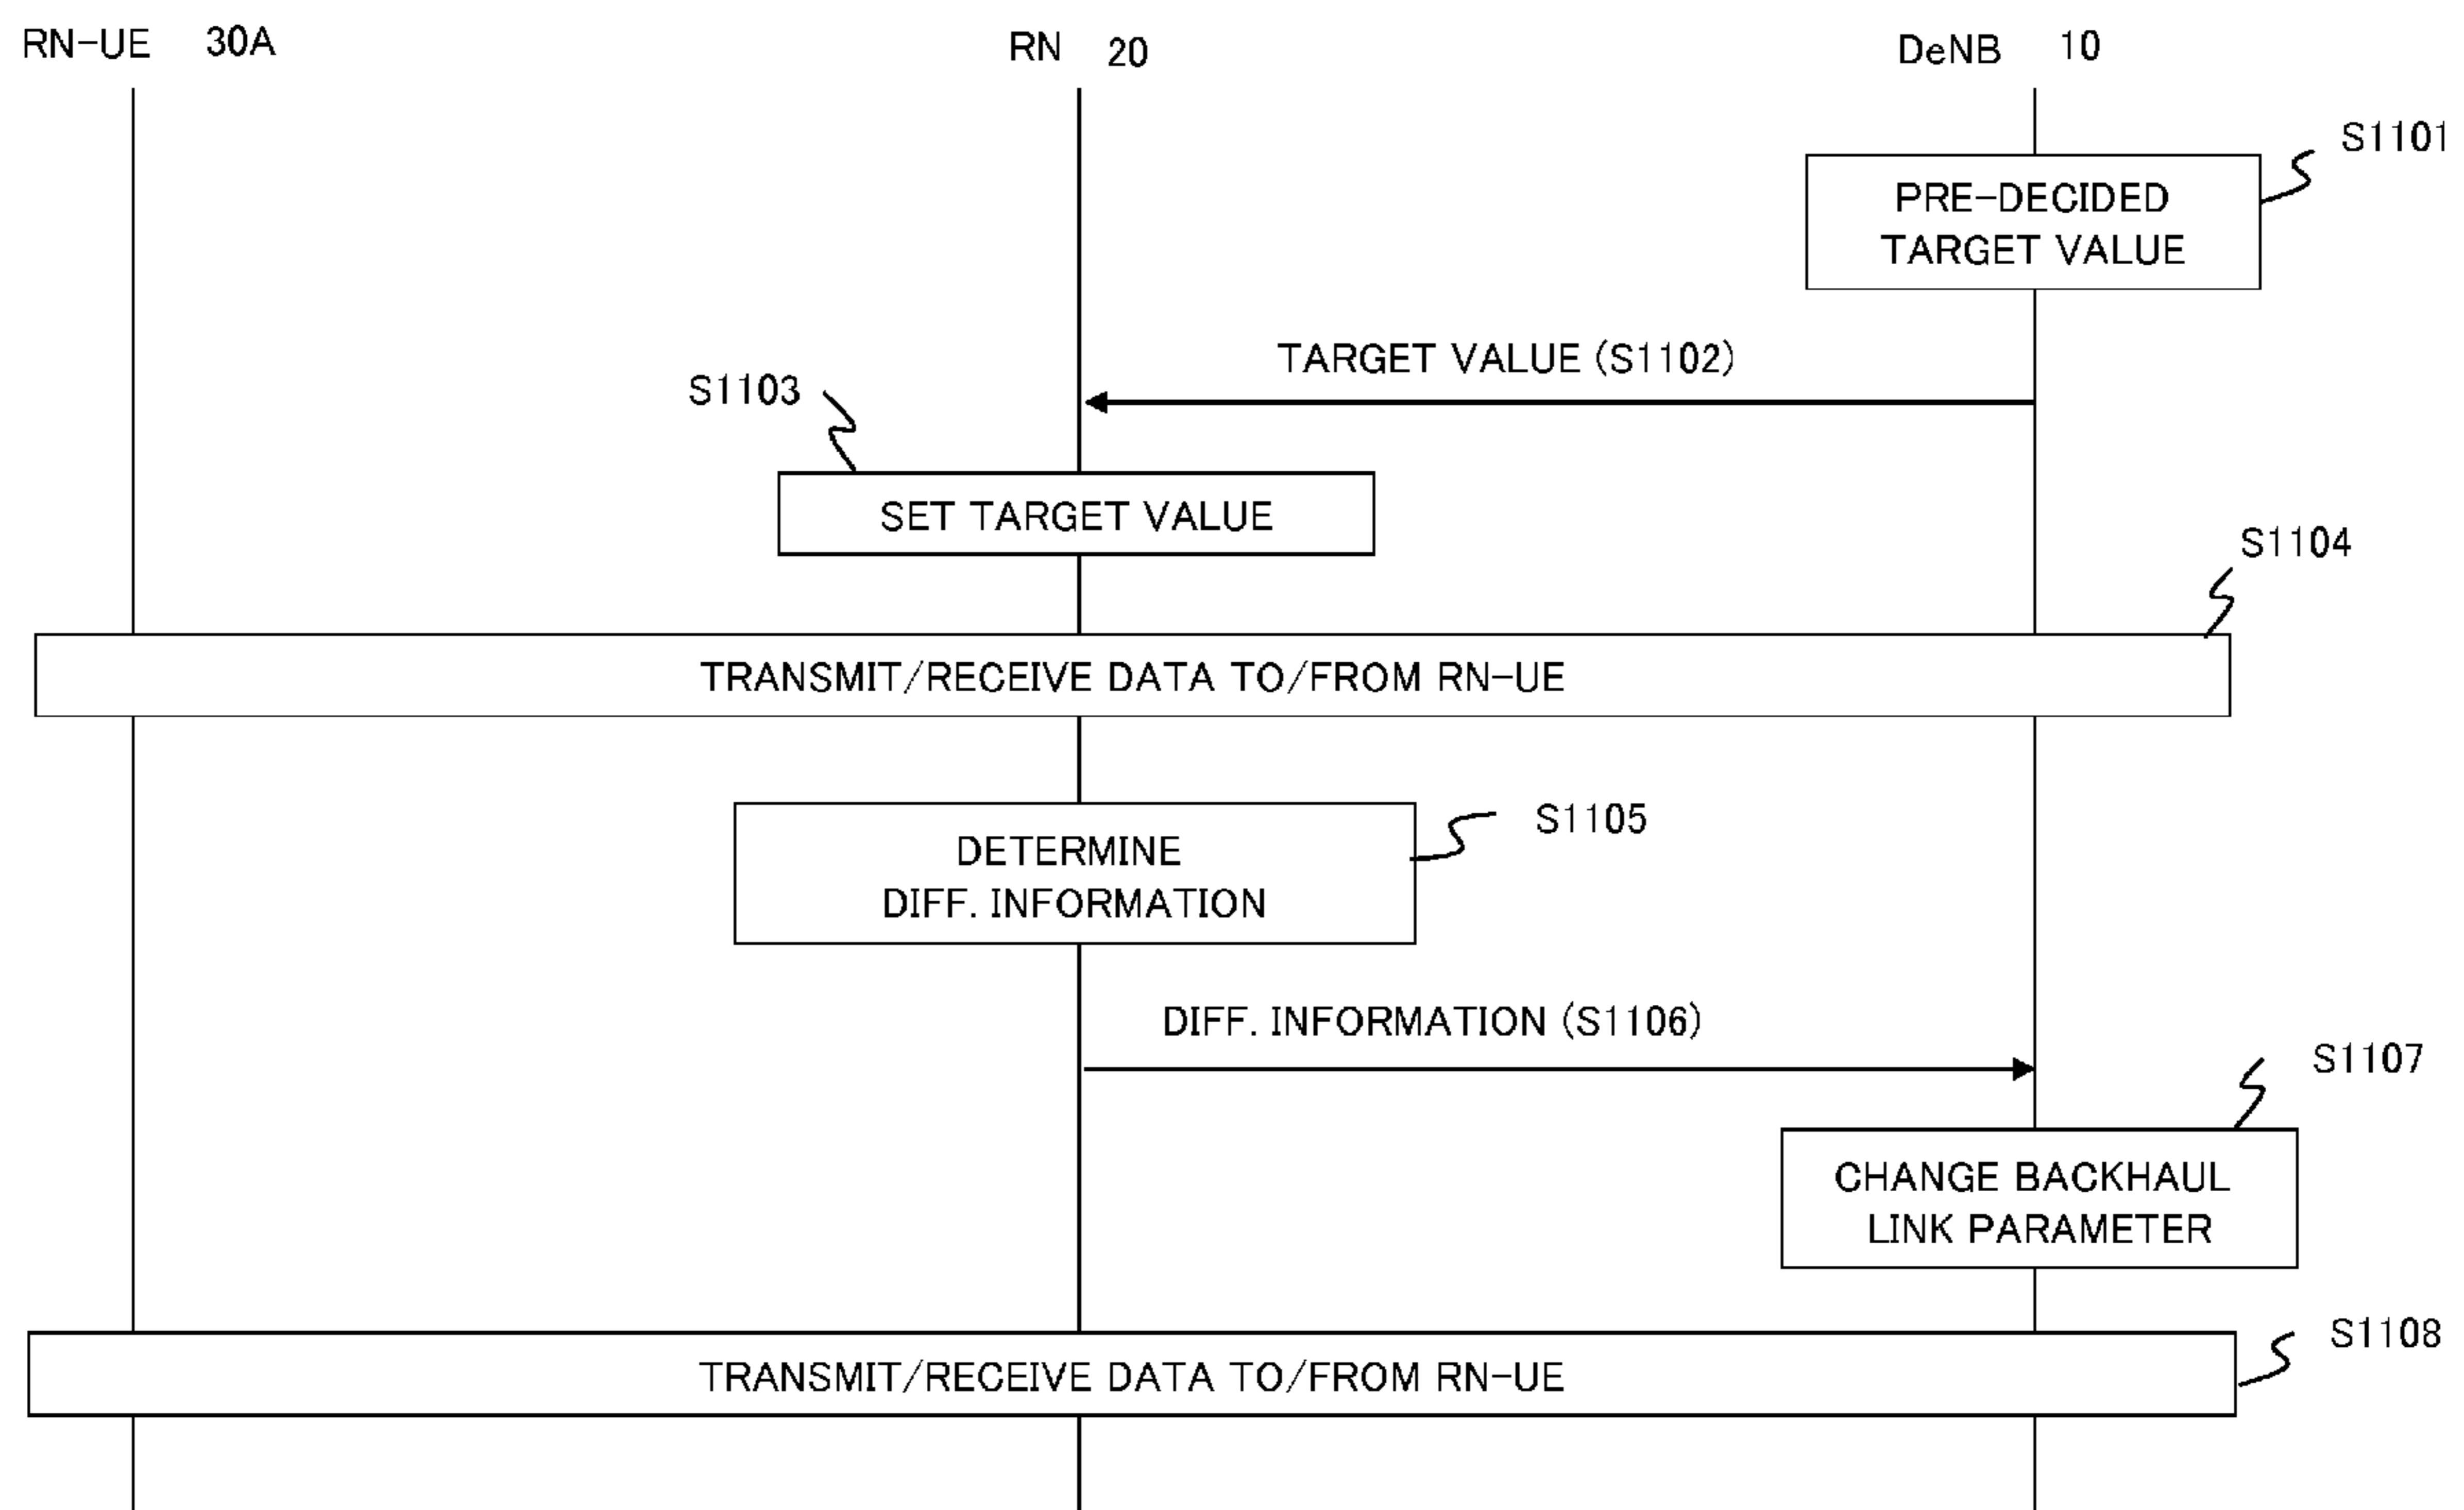 RN-UE 30A
RN 20
DeNB 10
S1101
PRE-DECIDED
TARGET VALUE
TARGET VALUE (S1102)
S1103
SET TARGET VALUE
S1104
TRANSMIT/RECEIVE DATA TO/FROM RN-UE
S1105
DETERMINE
DIFF. INFORMATION
DIFF. INFORMATION (S1106)
S1107
CHANGE BACKHAUL
LINK PARAMETER
S1108
TRANSMIT/RECEIVE DATA TO/FROM RN-UE